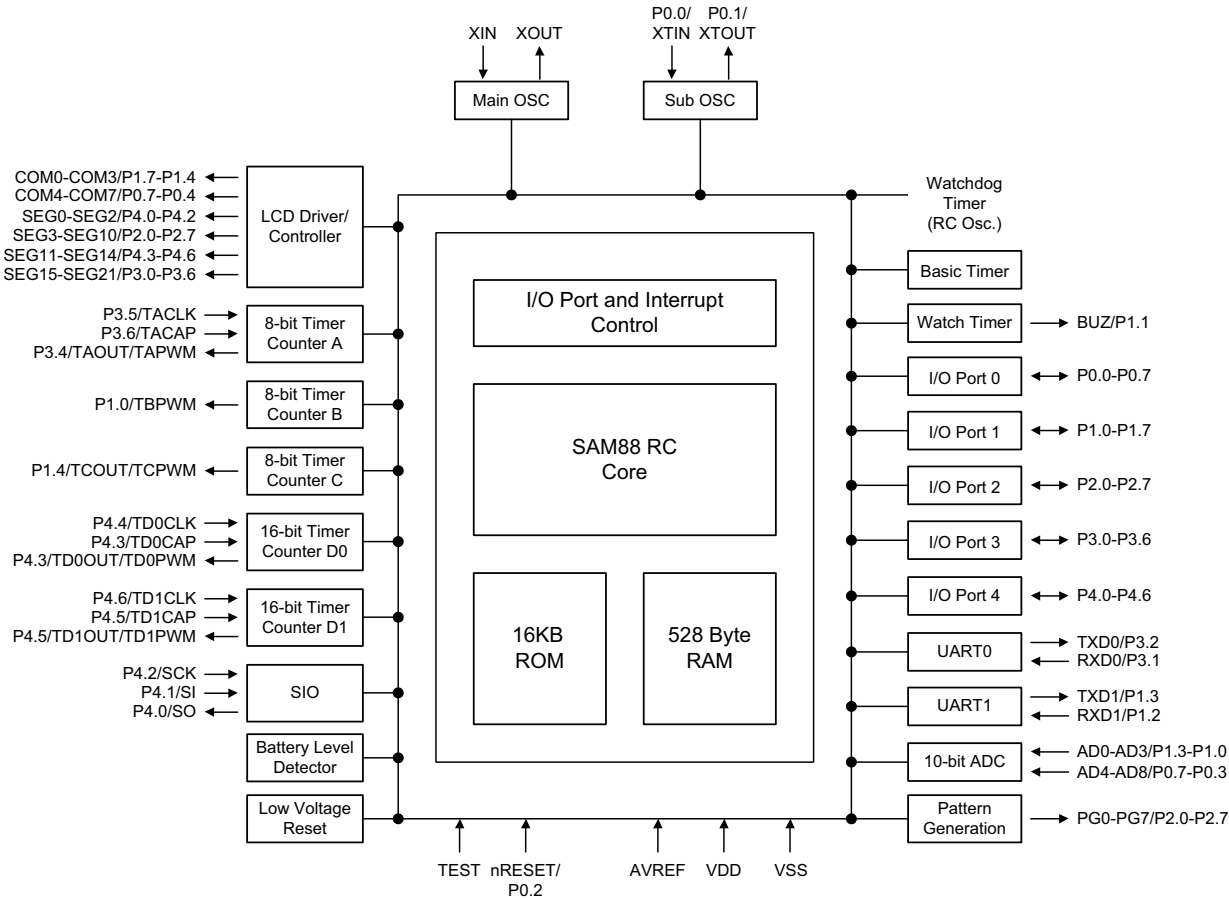 P0.0/ P0.1/
XIN XOUT XTIN XTOUT
Main OSC
Sub OSC
COM0-COM3/P1.7-P1.4
COM4-COM7/P0.7-P0.4
SEG0-SEG2/P4.0-P4.2
SEG3-SEG10/P2.0-P2.7
SEG11-SEG14/P4.3-P4.6
SEG15-SEG21/P3.0-P3.6
LCD Driver/
Controller
P3.5/TACLK
P3.6/TACAP
P3.4/TAOUT/TAPWM
8-bit Timer
Counter A
P1.0/TBPWM
8-bit Timer
Counter B
P1.4/TCOUT/TCPWM
8-bit Timer
Counter C
P4.4/TD0CLK
P4.3/TD0CAP
P4.3/TD0OUT/TD0PWM
16-bit Timer
Counter D0
P4.6/TD1CLK
P4.5/TD1CAP
P4.5/TD1OUT/TD1PWM
16-bit Timer
Counter D1
P4.2/SCK
P4.1/SI
P4.0/SO
SIO
Battery Level
Detector
Low Voltage
Reset
I/O Port and Interrupt
Control
SAM88 RC
Core
16KB
ROM
528 Byte
RAM
Watchdog
Timer
(RC Osc.)
Basic Timer
Watch Timer
BUZ/P1.1
I/O Port 0
P0.0-P0.7
I/O Port 1
P1.0-P1.7
I/O Port 2
P2.0-P2.7
I/O Port 3
P3.0-P3.6
I/O Port 4
P4.0-P4.6
UART0
TXD0/P3.2
RXD0/P3.1
UART1
TXD1/P1.3
RXD1/P1.2
10-bit ADC
AD0-AD3/P1.3-P1.0
AD4-AD8/P0.7-P0.3
Pattern
Generation
PG0-PG7/P2.0-P2.7
TEST nRESET/ AVREF VDD VSS
P0.2